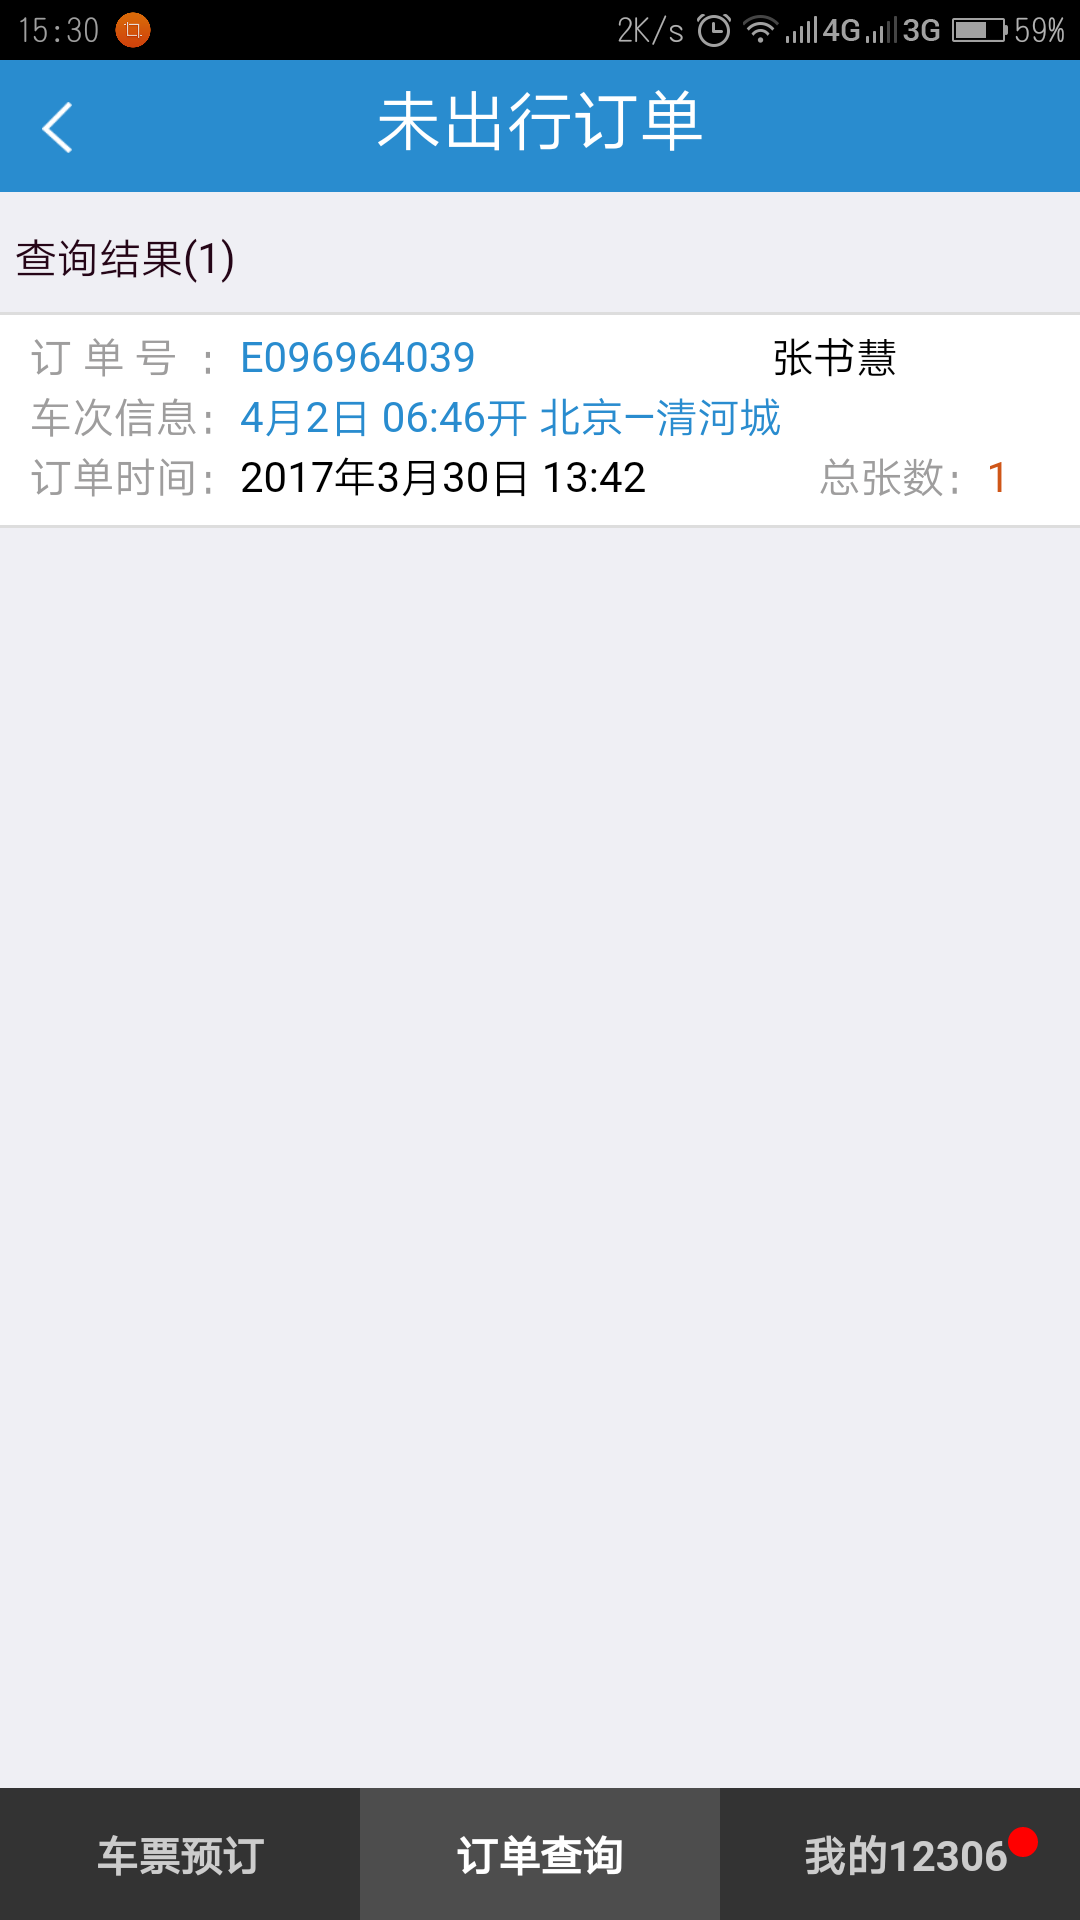 15:30 2K/s 4G 3G 59%
未出行订单
查询结果(1)
订 单 号 : E096964039 张书慧
车次信息: 4月2日 06:46开 北京—清河城
订单时间: 2017年3月30日 13:42 总张数: 1
车票预订 订单查询 我的12306